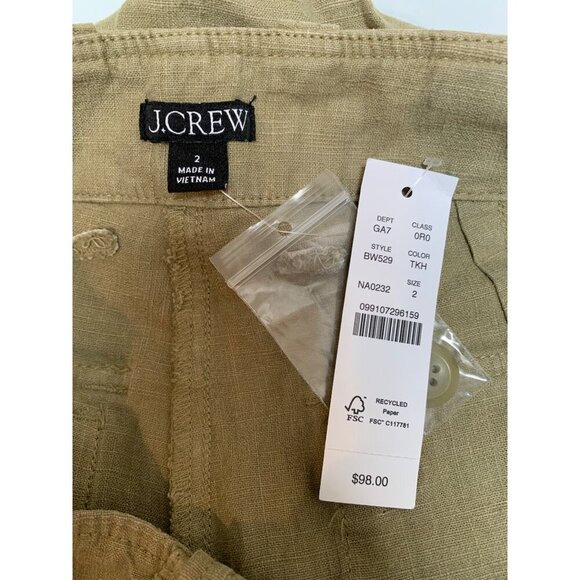 J.CREW
2
MADE IN
VIETNAM
DEPT CLASS
GA7 0R0
STYLE COLOR
BW529 TKH
SIZE
NA0232 2
099107296159
FSC
RECYCLED
Paper
FSC™ C117781
$98.00